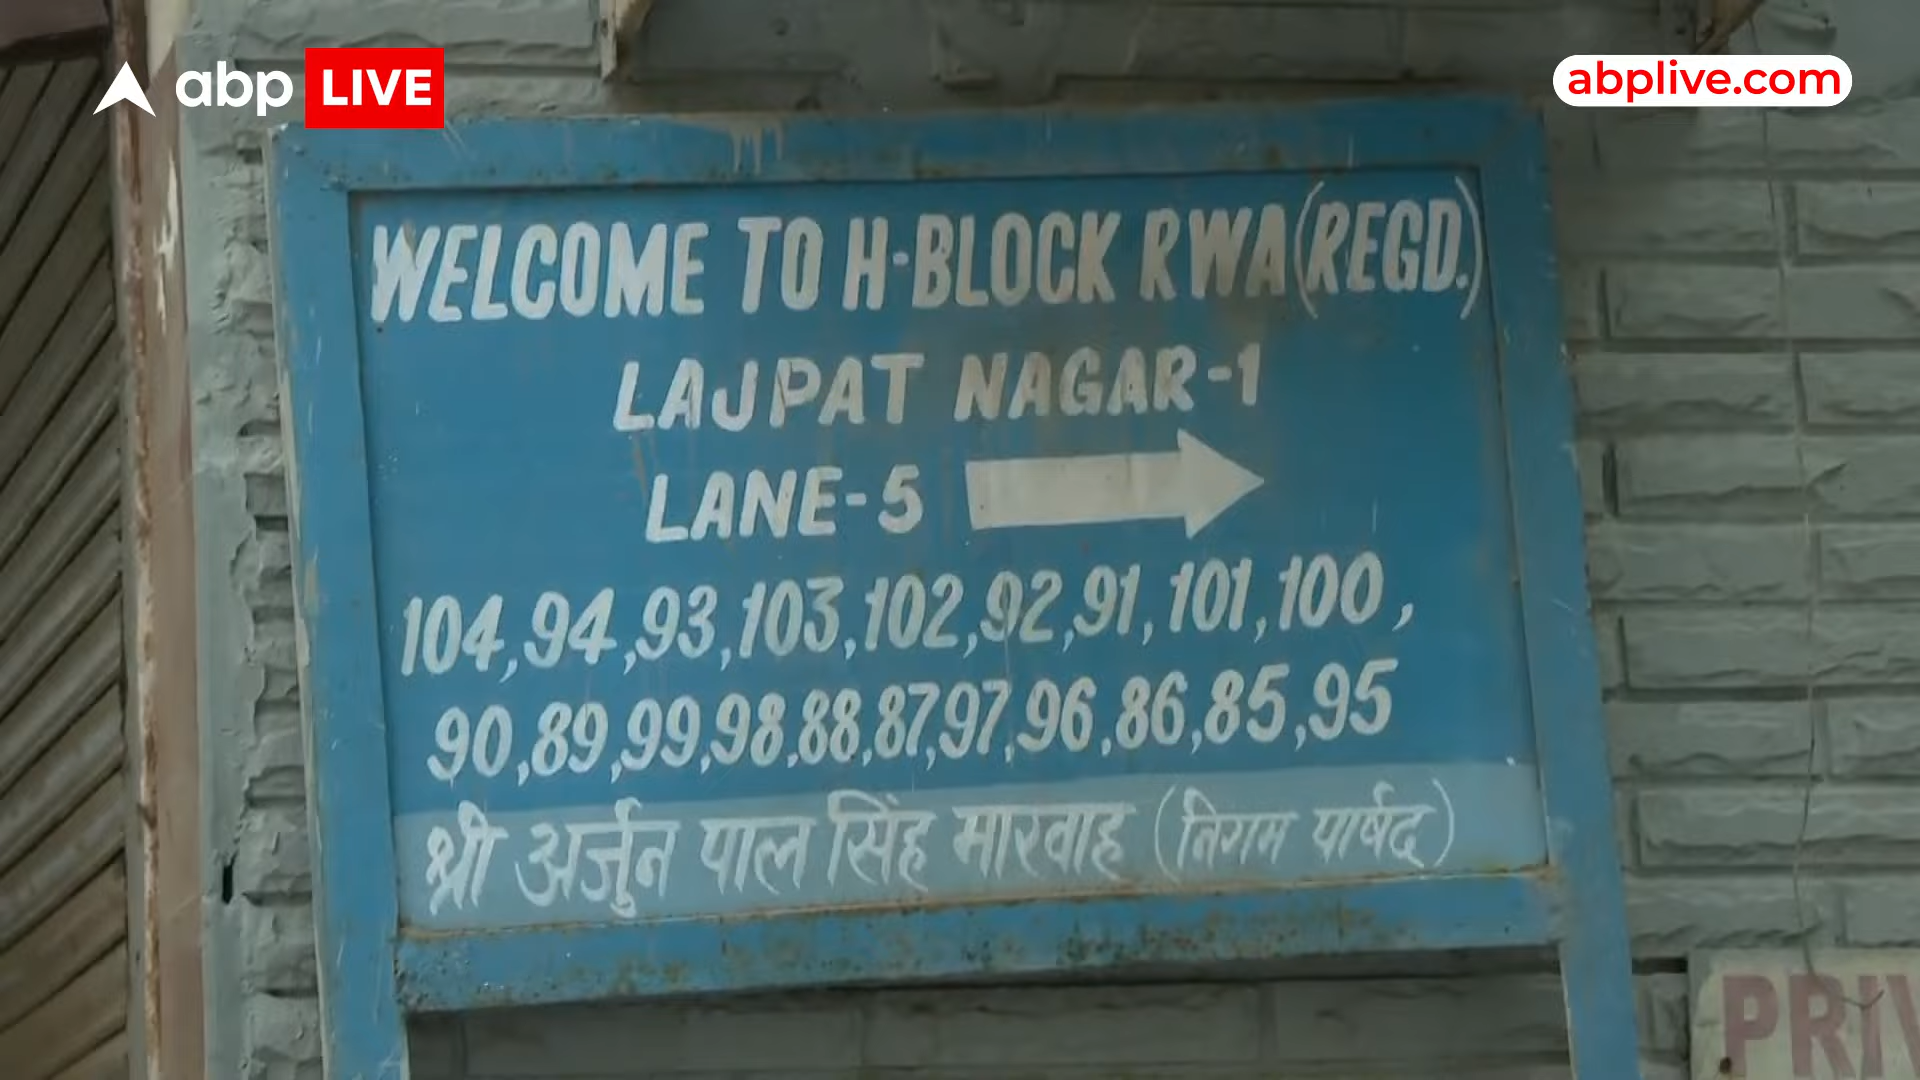 abp LIVE
abplive.com
WELCOME TO H-BLOCK RWA (REGD.)
LAJPAT NAGAR-1
LANE-5
104,94,93,103,102,92,91,101,100,
90,89,99,98,88,87,97,96,86,85,95
श्री अर्जुन पाल सिंह मारवाह (निगम पार्षद)